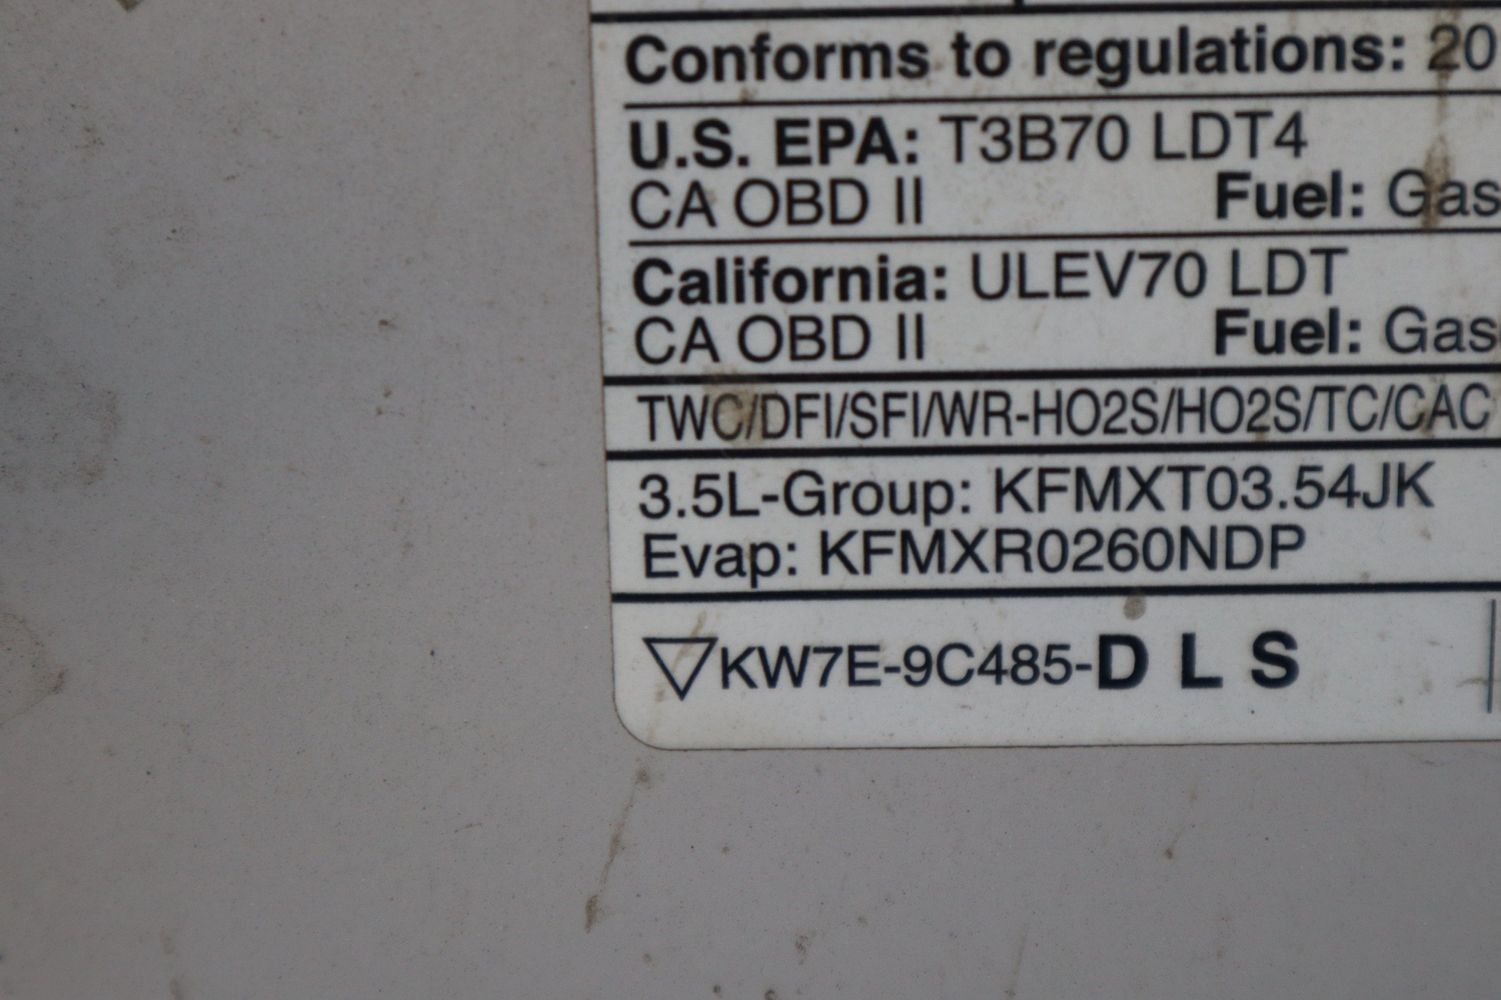 Conforms to regulations: 20
U.S. EPA: T3B70 LDT4
CA OBD II Fuel: Gas
California: ULEV70 LDT
CA OBD II Fuel: Gas
TWC/DFI/SFI/WR-HO2S/HO2S/TC/CAC
3.5L-Group: KFMXT03.54JK
Evap: KFMXR0260NDP
▽KW7E-9C485-D L S